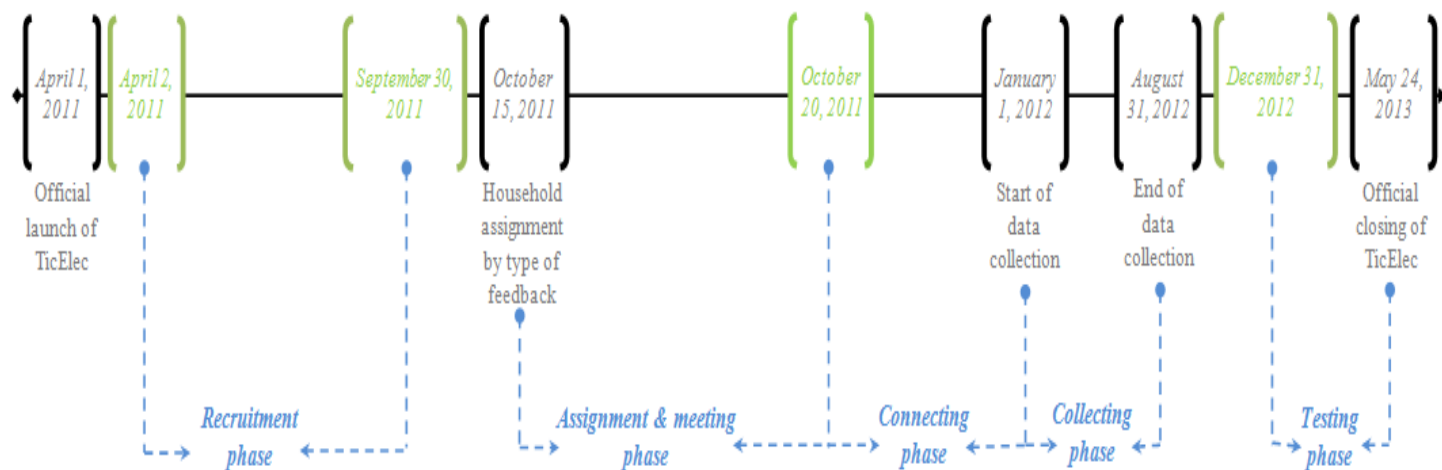 April 1,
2011
April 2,
2011
September 30,
2011
October
15, 2011
October
20, 2011
January
1, 2012
August
31, 2012
December 31,
2012
May 24,
2013
Official
launch of
TicElec
Household
assignment
by type of
feedback
Start of
data
collection
End of
data
collection
Official
closing of
TicElec
Recruitment
phase
Assignment & meeting
phase
Connecting
phase
Collecting
phase
Testing
phase